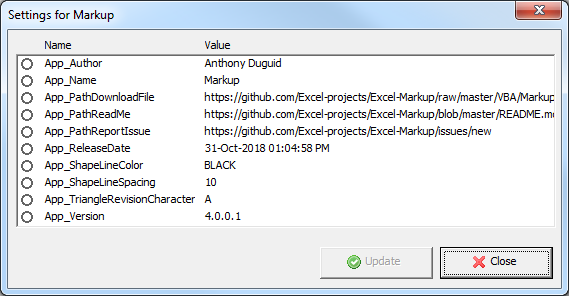 Settings for Markup
Name Value
App_Author Anthony Duguid
App_Name Markup
App_PathDownloadFile https://github.com/Excel-projects/Excel-Markup/raw/master/VBA/Markup
App_PathReadMe https://github.com/Excel-projects/Excel-Markup/blob/master/README.m
App_PathReportIssue https://github.com/Excel-projects/Excel-Markup/issues/new
App_ReleaseDate 31-Oct-2018 01:04:58 PM
App_ShapeLineColor BLACK
App_ShapeLineSpacing 10
App_TriangleRevisionCharacter A
App_Version 4.0.0.1
Update Close